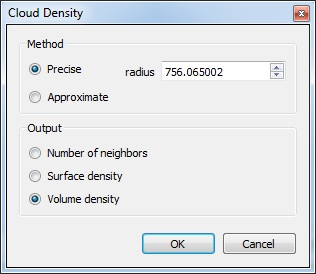 Cloud Density
Method
Precise radius 756.065002
Approximate
Output
Number of neighbors
Surface density
Volume density
OK Cancel